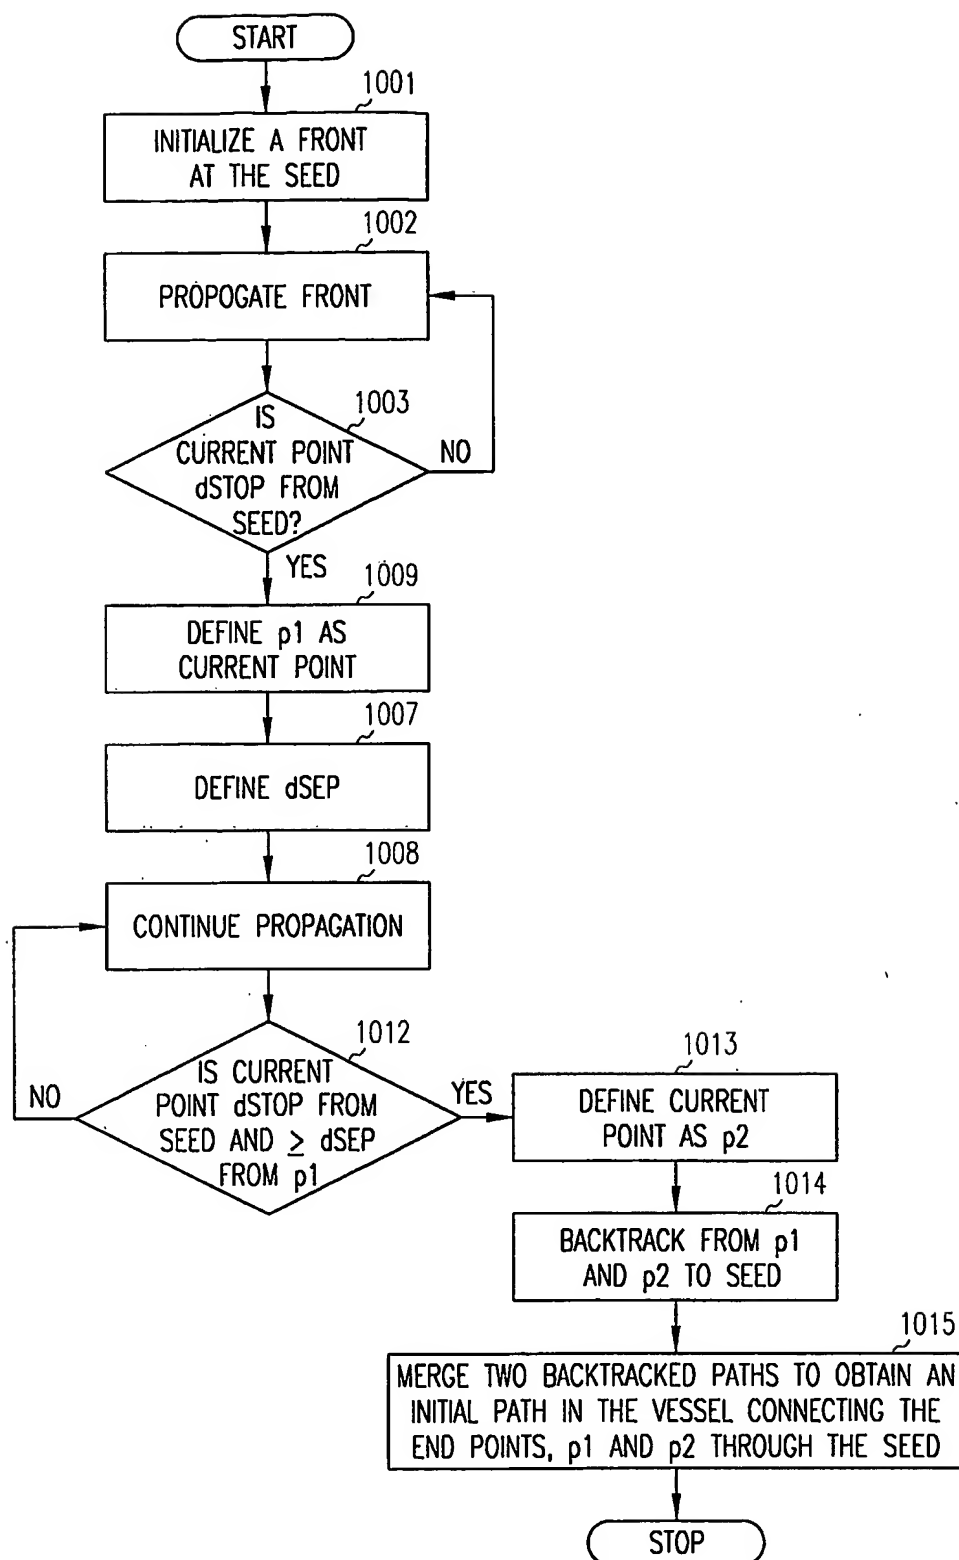 START
1001
INITIALIZE A FRONT
AT THE SEED
1002
PROPOGATE FRONT
1003
IS
CURRENT POINT
dSTOP FROM
SEED?
NO
YES
1009
DEFINE p1 AS
CURRENT POINT
1007
DEFINE dSEP
1008
CONTINUE PROPAGATION
1012
IS CURRENT
POINT dSTOP FROM
SEED AND ≥ dSEP
FROM p1
NO
YES
1013
DEFINE CURRENT
POINT AS p2
1014
BACKTRACK FROM p1
AND p2 TO SEED
1015
MERGE TWO BACKTRACKED PATHS TO OBTAIN AN
INITIAL PATH IN THE VESSEL CONNECTING THE
END POINTS, p1 AND p2 THROUGH THE SEED
STOP